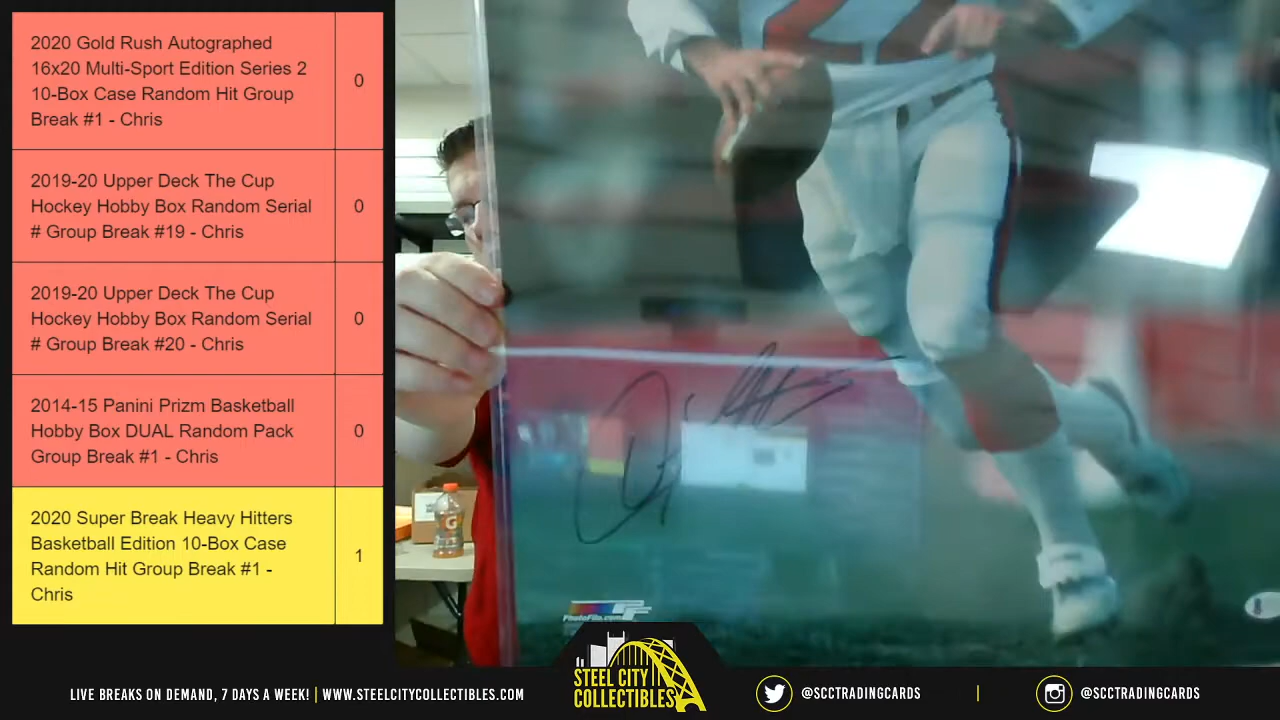 2020 Gold Rush Autographed
16x20 Multi-Sport Edition Series 2
10-Box Case Random Hit Group
Break #1 - Chris
0
2019-20 Upper Deck The Cup
Hockey Hobby Box Random Serial
# Group Break #19 - Chris
0
2019-20 Upper Deck The Cup
Hockey Hobby Box Random Serial
# Group Break #20 - Chris
0
2014-15 Panini Prizm Basketball
Hobby Box DUAL Random Pack
Group Break #1 - Chris
0
2020 Super Break Heavy Hitters
Basketball Edition 10-Box Case
Random Hit Group Break #1 -
Chris
1
G
PF
PhotoFile.com
LIVE BREAKS ON DEMAND, 7 DAYS A WEEK! | WWW.STEELCITYCOLLECTIBLES.COM
STEEL CITY
COLLECTIBLES
@SCCTRADINGCARDS
|
@SCCTRADINGCARDS